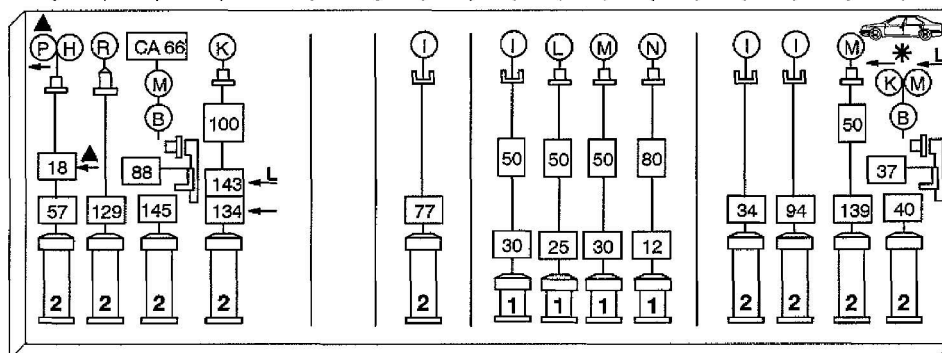 P H R CA 66 K I I L M N I I M *
L
M K M
B B
100 50 50 50 80 50
18 88 143 L 37
57 129 145 134 77 30 25 30 12 34 94 139 40
2 2 2 2 2 1 1 1 1 2 2 2 2